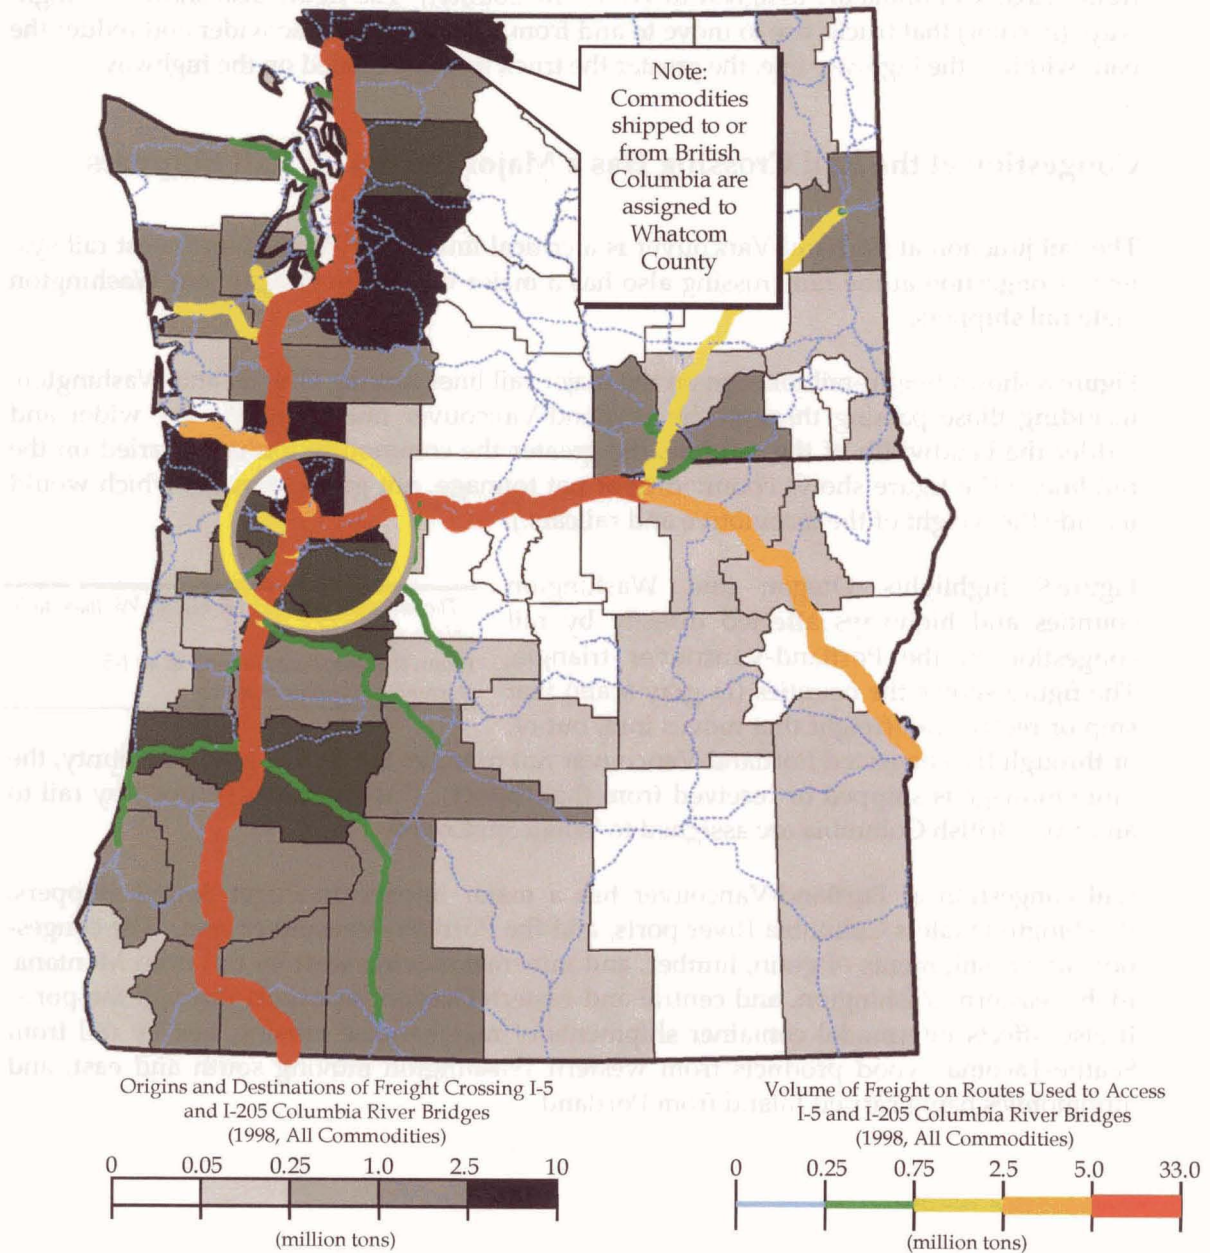 Note:
Commodities
shipped to or
from British
Columbia are
assigned to
Whatcom
County
Origins and Destinations of Freight Crossing I-5
and I-205 Columbia River Bridges
(1998, All Commodities)
0 0.05 0.25 1.0 2.5 10
(million tons)
Volume of Freight on Routes Used to Access
I-5 and I-205 Columbia River Bridges
(1998, All Commodities)
0 0.25 0.75 2.5 5.0 33.0
(million tons)